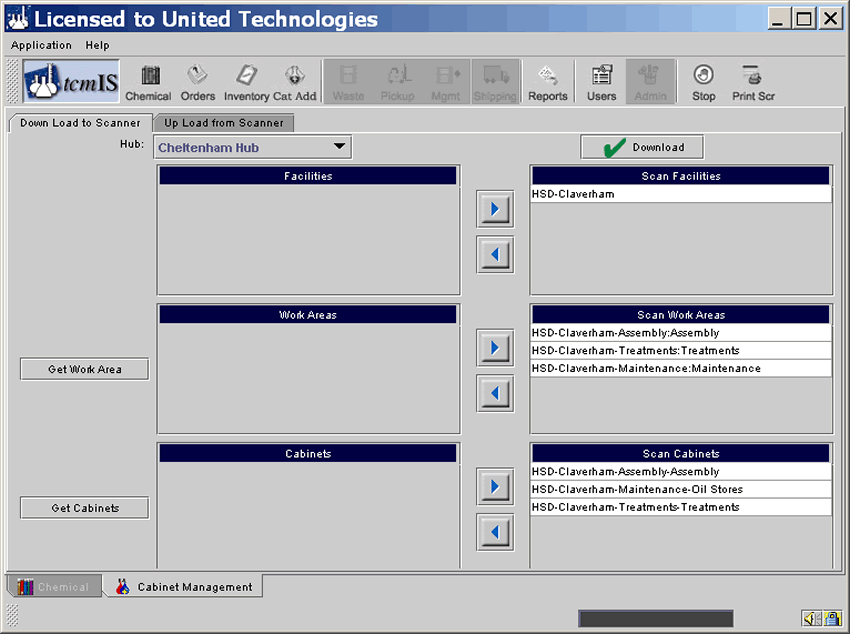 Licensed to United Technologies
Application Help
tcmIS Chemical Orders Inventory Cat Add Waste Pickup Mgmt Shipping Reports Users Admin Stop Print Scr
Down Load to Scanner Up Load from Scanner
Hub: Cheltenham Hub Download
Facilities Scan Facilities
HSD-Claverham
Work Areas Scan Work Areas
HSD-Claverham-Assembly:Assembly
HSD-Claverham-Treatments:Treatments
HSD-Claverham-Maintenance:Maintenance
Get Work Area
Cabinets Scan Cabinets
HSD-Claverham-Assembly-Assembly
HSD-Claverham-Maintenance-Oil Stores
HSD-Claverham-Treatments-Treatments
Get Cabinets
Chemical Cabinet Management